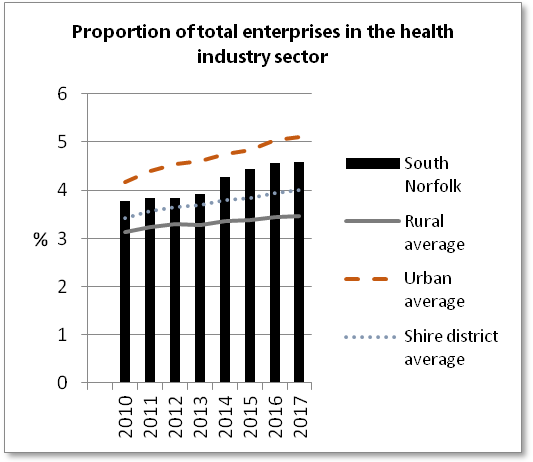 Proportion of total enterprises in the health
industry sector
6
5
4
3
2
1
0
%
2010
2011
2012
2013
2014
2015
2016
2017
South
Norfolk
Rural
average
Urban
average
Shire district
average